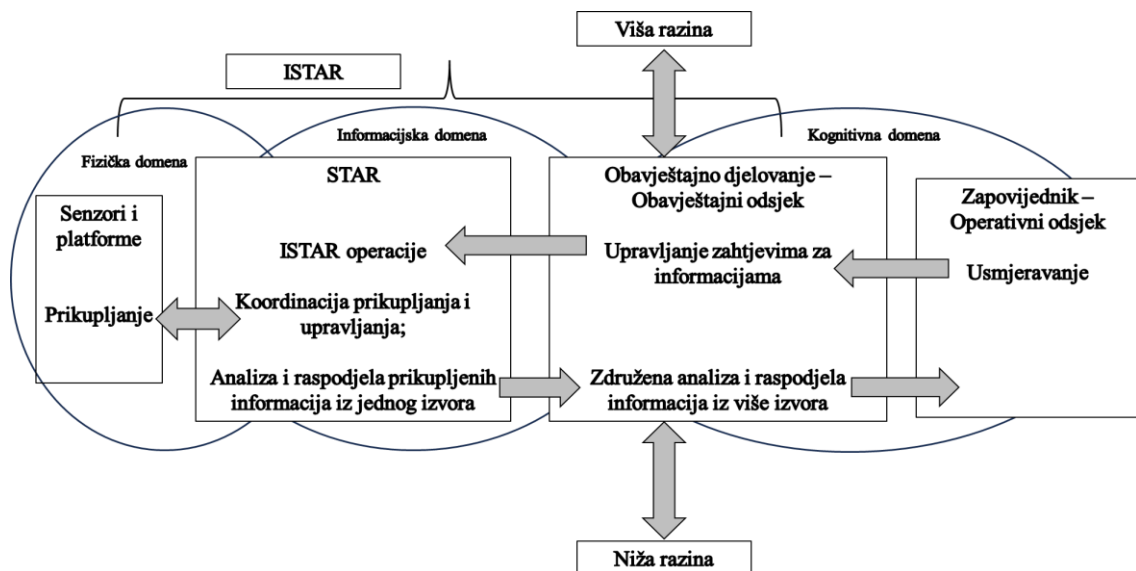 Viša razina
ISTAR
Fizička domena
Informacijska domena
Kognitivna domena
Senzori i
platforme
Prikupljanje
STAR
ISTAR operacije
Koordinacija prikupljanja i
upravljanja;
Analiza i raspodjela prikupljenih
informacija iz jednog izvora
Obavještajno djelovanje –
Obavještajni odsjek
Upravljanje zahtjevima za
informacijama
Združena analiza i raspodjela
informacija iz više izvora
Zapovijednik –
Operativni odsjek
Usmjeravanje
Niža razina